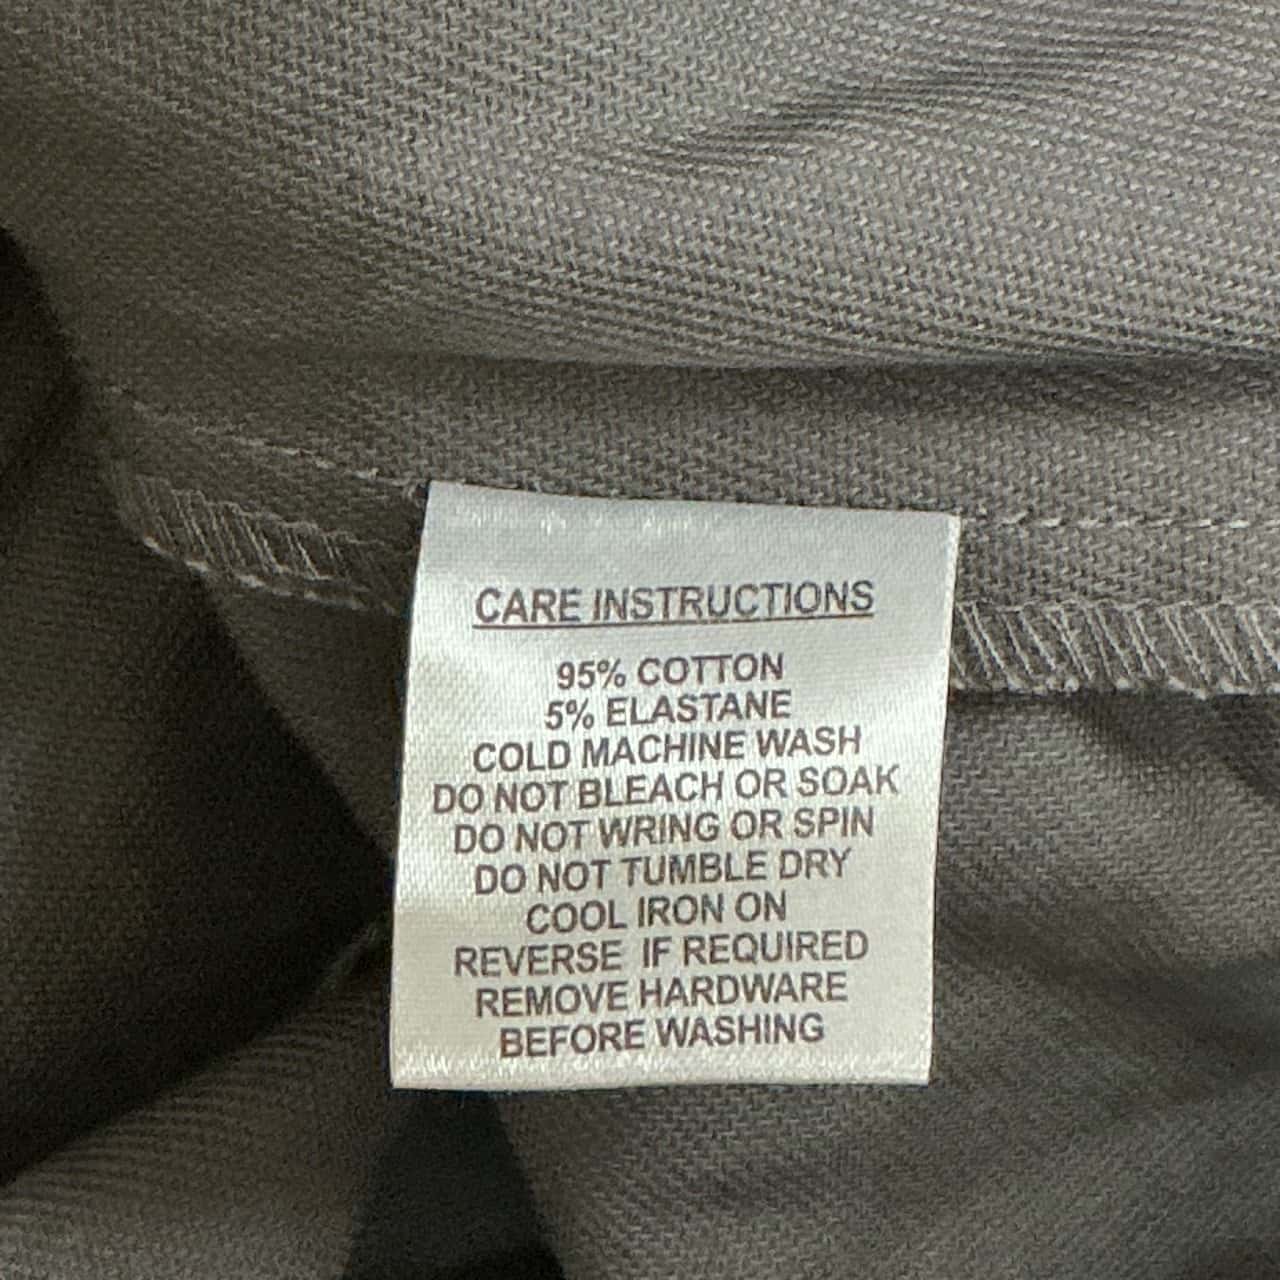 CARE INSTRUCTIONS
95% COTTON
5% ELASTANE
COLD MACHINE WASH
DO NOT BLEACH OR SOAK
DO NOT WRING OR SPIN
DO NOT TUMBLE DRY
COOL IRON ON
REVERSE IF REQUIRED
REMOVE HARDWARE
BEFORE WASHING